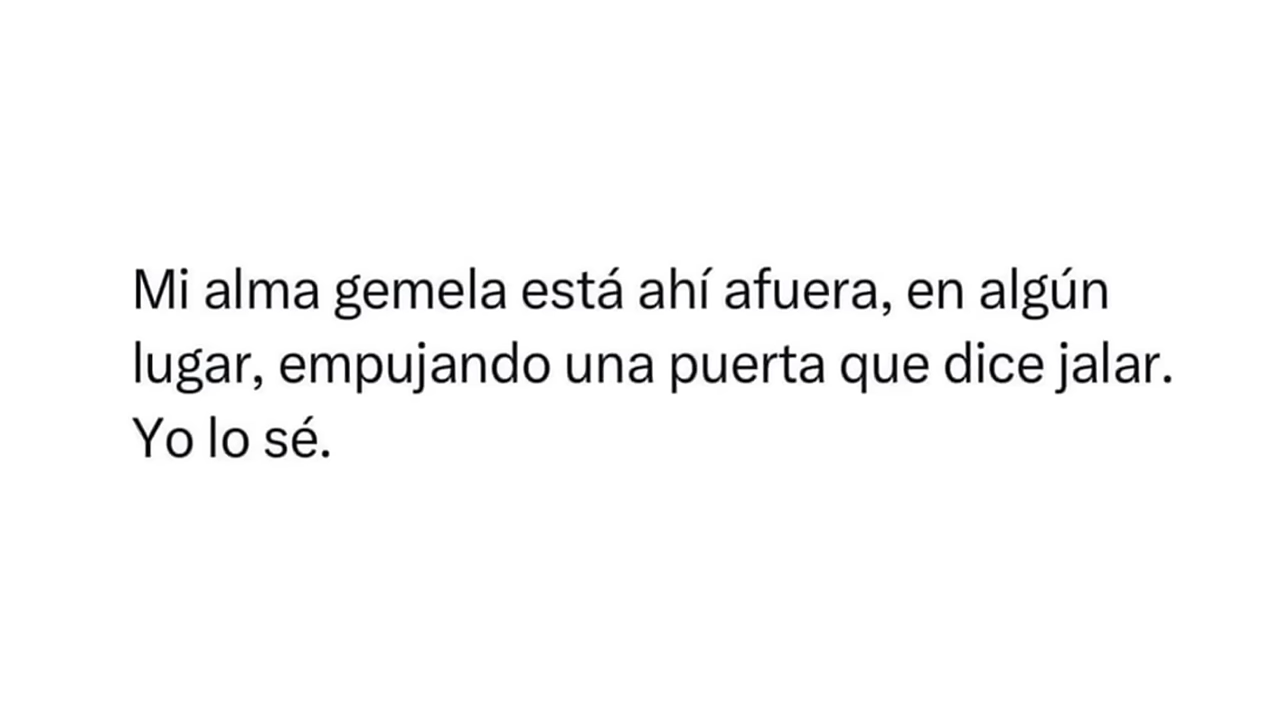 Mi alma gemela está ahí afuera, en algún
lugar, empujando una puerta que dice jalar.
Yo lo sé.